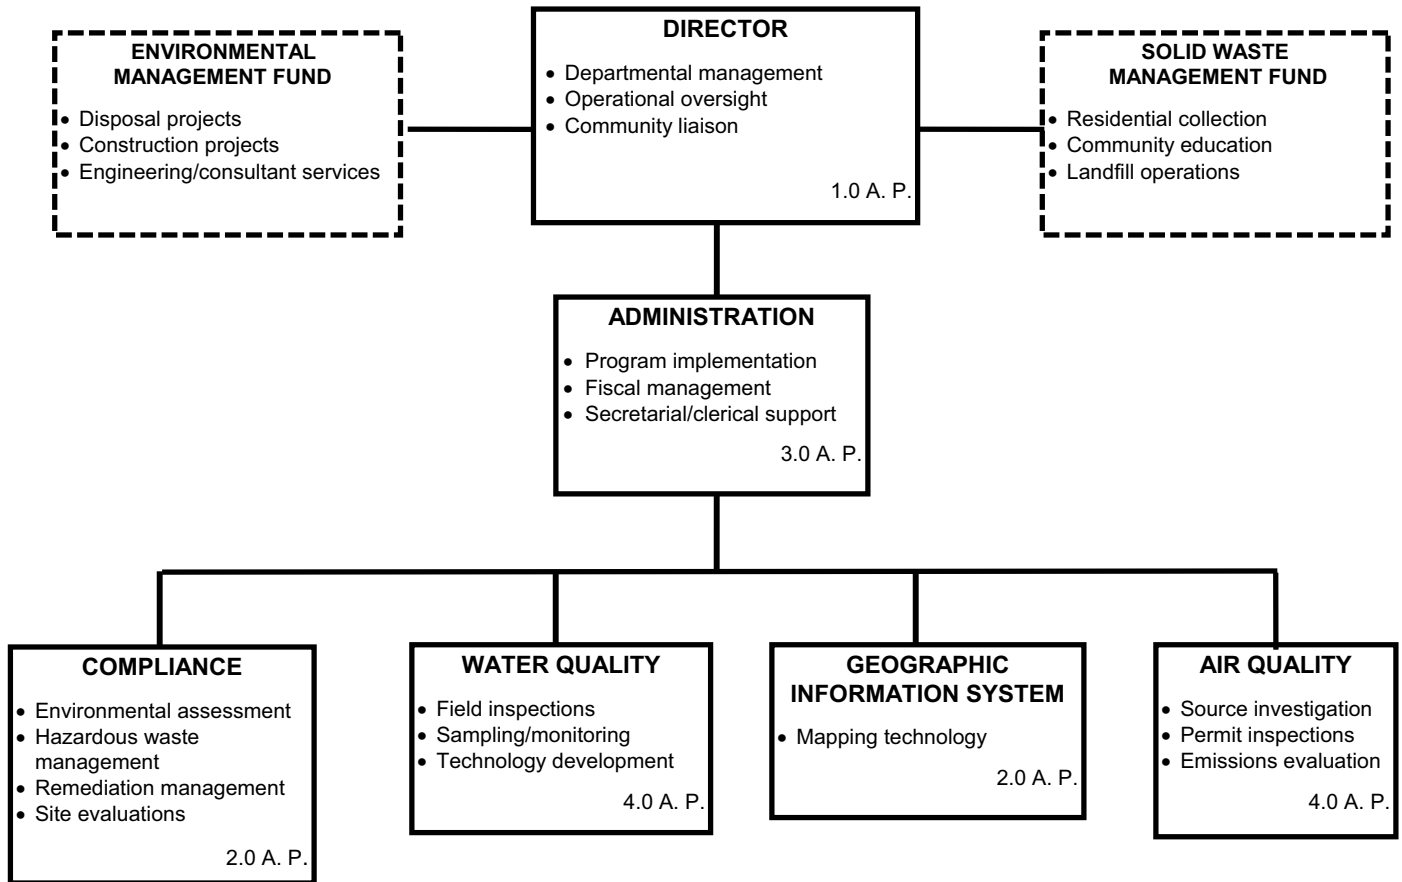 ENVIRONMENTAL
MANAGEMENT FUND
• Disposal projects
• Construction projects
• Engineering/consultant services
DIRECTOR
• Departmental management
• Operational oversight
• Community liaison
1.0 A. P.
SOLID WASTE
MANAGEMENT FUND
• Residential collection
• Community education
• Landfill operations
ADMINISTRATION
• Program implementation
• Fiscal management
• Secretarial/clerical support
3.0 A. P.
COMPLIANCE
• Environmental assessment
• Hazardous waste
management
• Remediation management
• Site evaluations
2.0 A. P.
WATER QUALITY
• Field inspections
• Sampling/monitoring
• Technology development
4.0 A. P.
GEOGRAPHIC
INFORMATION SYSTEM
• Mapping technology
2.0 A. P.
AIR QUALITY
• Source investigation
• Permit inspections
• Emissions evaluation
4.0 A. P.